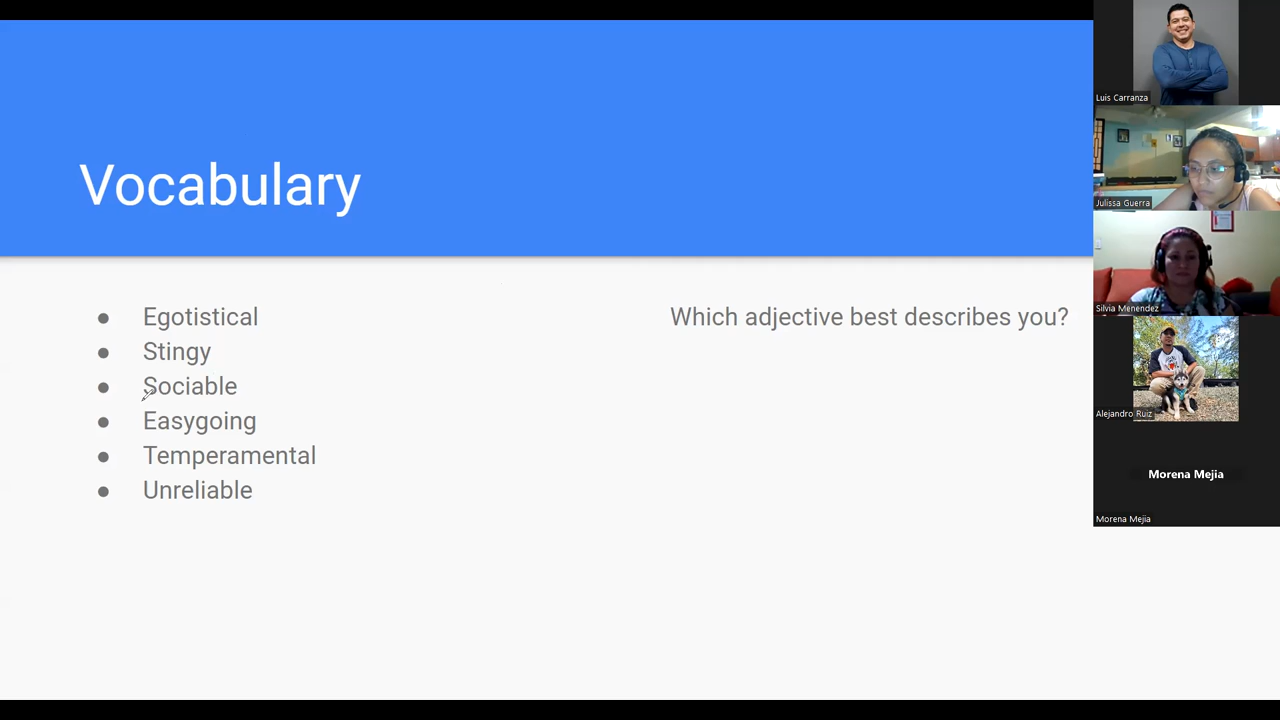 Vocabulary
Egotistical
Stingy
Sociable
Easygoing
Temperamental
Unreliable
Which adjective best describes you?
Luis Carranza
Julissa Guerra
Silvia Menendez
Alejandro Ruiz
Morena Mejia
Morena Mejia